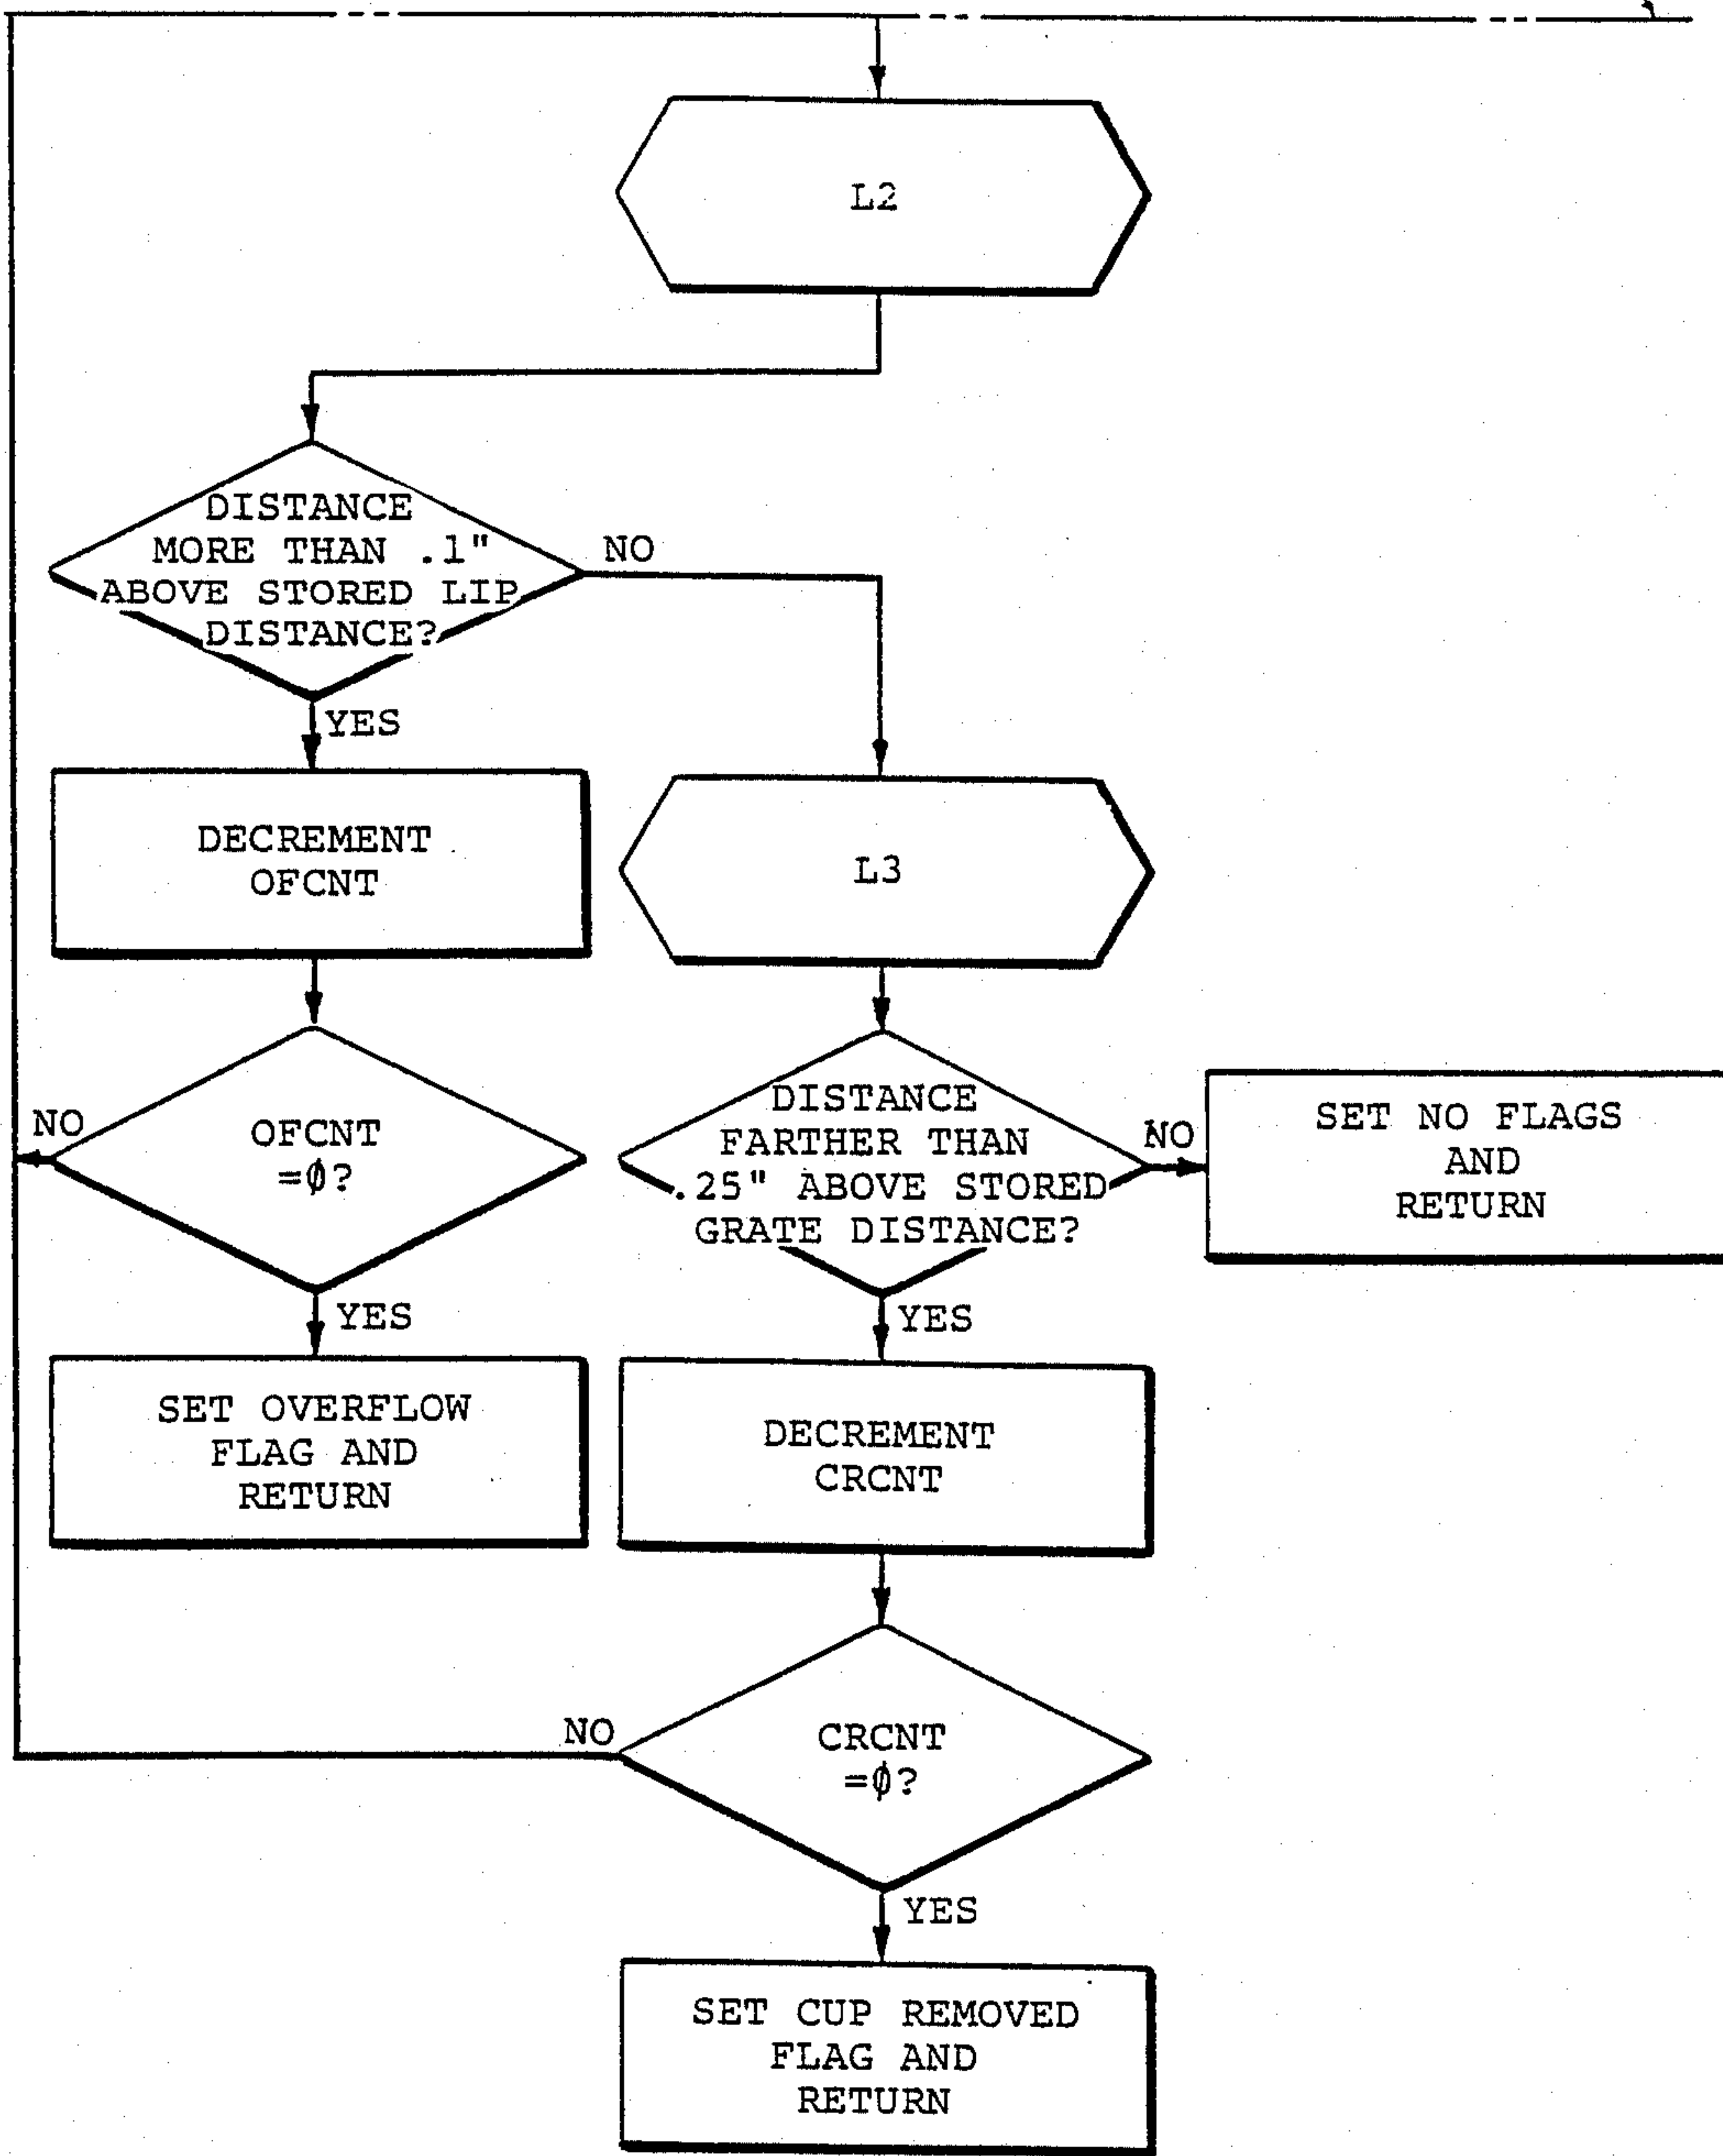 L2
DISTANCE
MORE THAN .1"
ABOVE STORED LIP
DISTANCE?
NO
YES
DECREMENT
OFCNT
L3
OFCNT
=∅?
NO
YES
SET OVERFLOW
FLAG AND
RETURN
DISTANCE
FARTHER THAN
.25" ABOVE STORED
GRATE DISTANCE?
NO
SET NO FLAGS
AND
RETURN
YES
DECREMENT
CRCNT
NO
CRCNT
=∅?
YES
SET CUP REMOVED
FLAG AND
RETURN